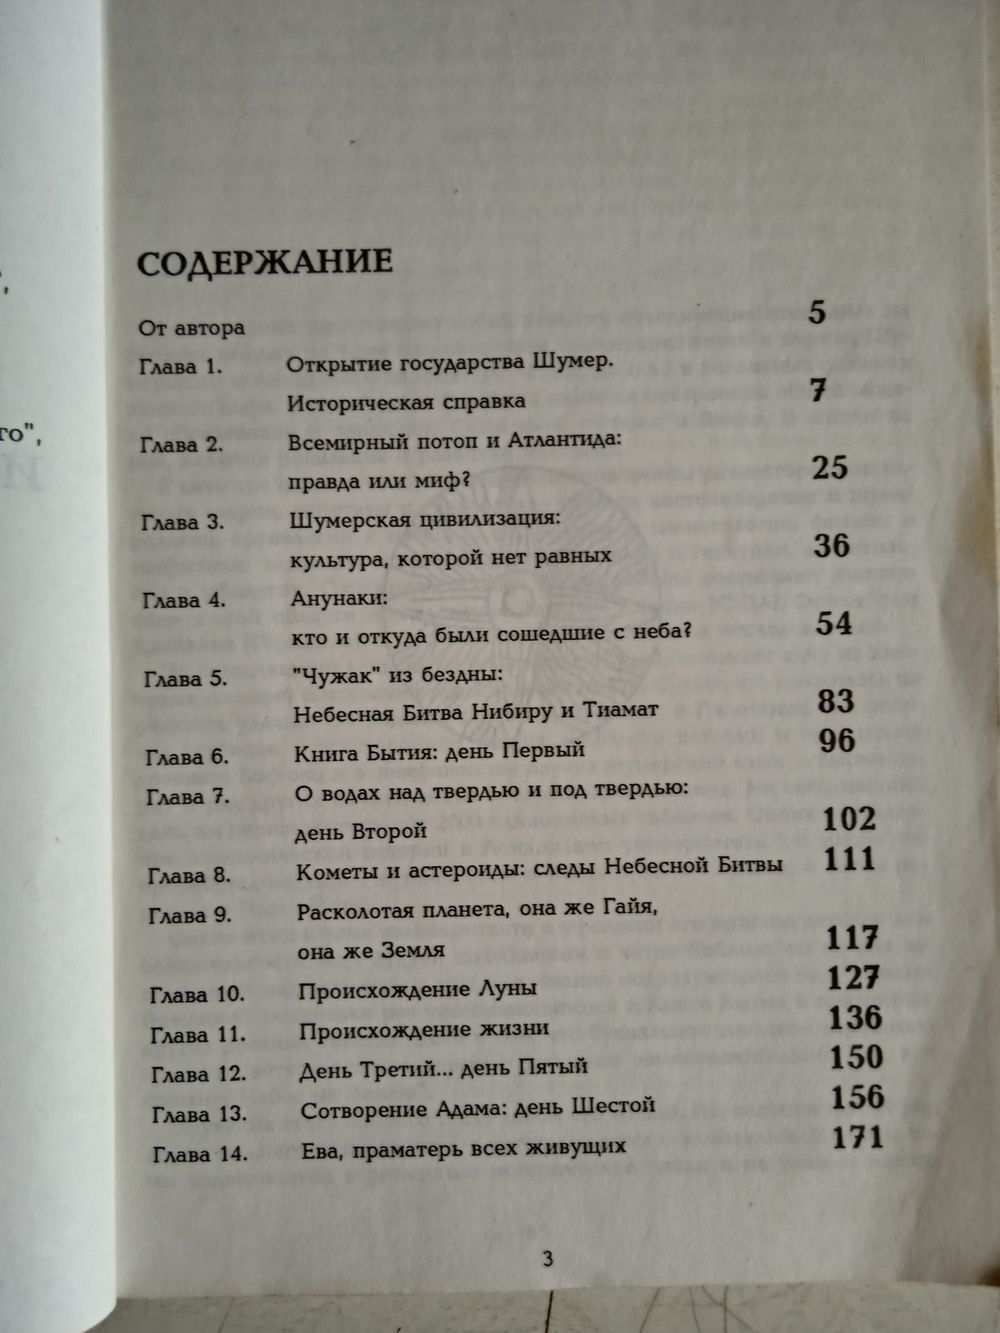 СОДЕРЖАНИЕ
От автора 5
Глава 1. Открытие государства Шумер.
Историческая справка 7
Глава 2. Всемирный потоп и Атлантида:
правда или миф? 25
Глава 3. Шумерская цивилизация:
культура, которой нет равных 36
Глава 4. Анунаки:
кто и откуда были сошедшие с неба? 54
Глава 5. "Чужак" из бездны:
Небесная Битва Нибиру и Тиамат 83
Глава 6. Книга Бытия: день Первый 96
Глава 7. О водах над твердью и под твердью:
день Второй 102
Глава 8. Кометы и астероиды: следы Небесной Битвы 111
Глава 9. Расколотая планета, она же Гайя,
она же Земля 117
Глава 10. Происхождение Луны 127
Глава 11. Происхождение жизни 136
Глава 12. День Третий... день Пятый 150
Глава 13. Сотворение Адама: день Шестой 156
Глава 14. Ева, праматерь всех живущих 171
3